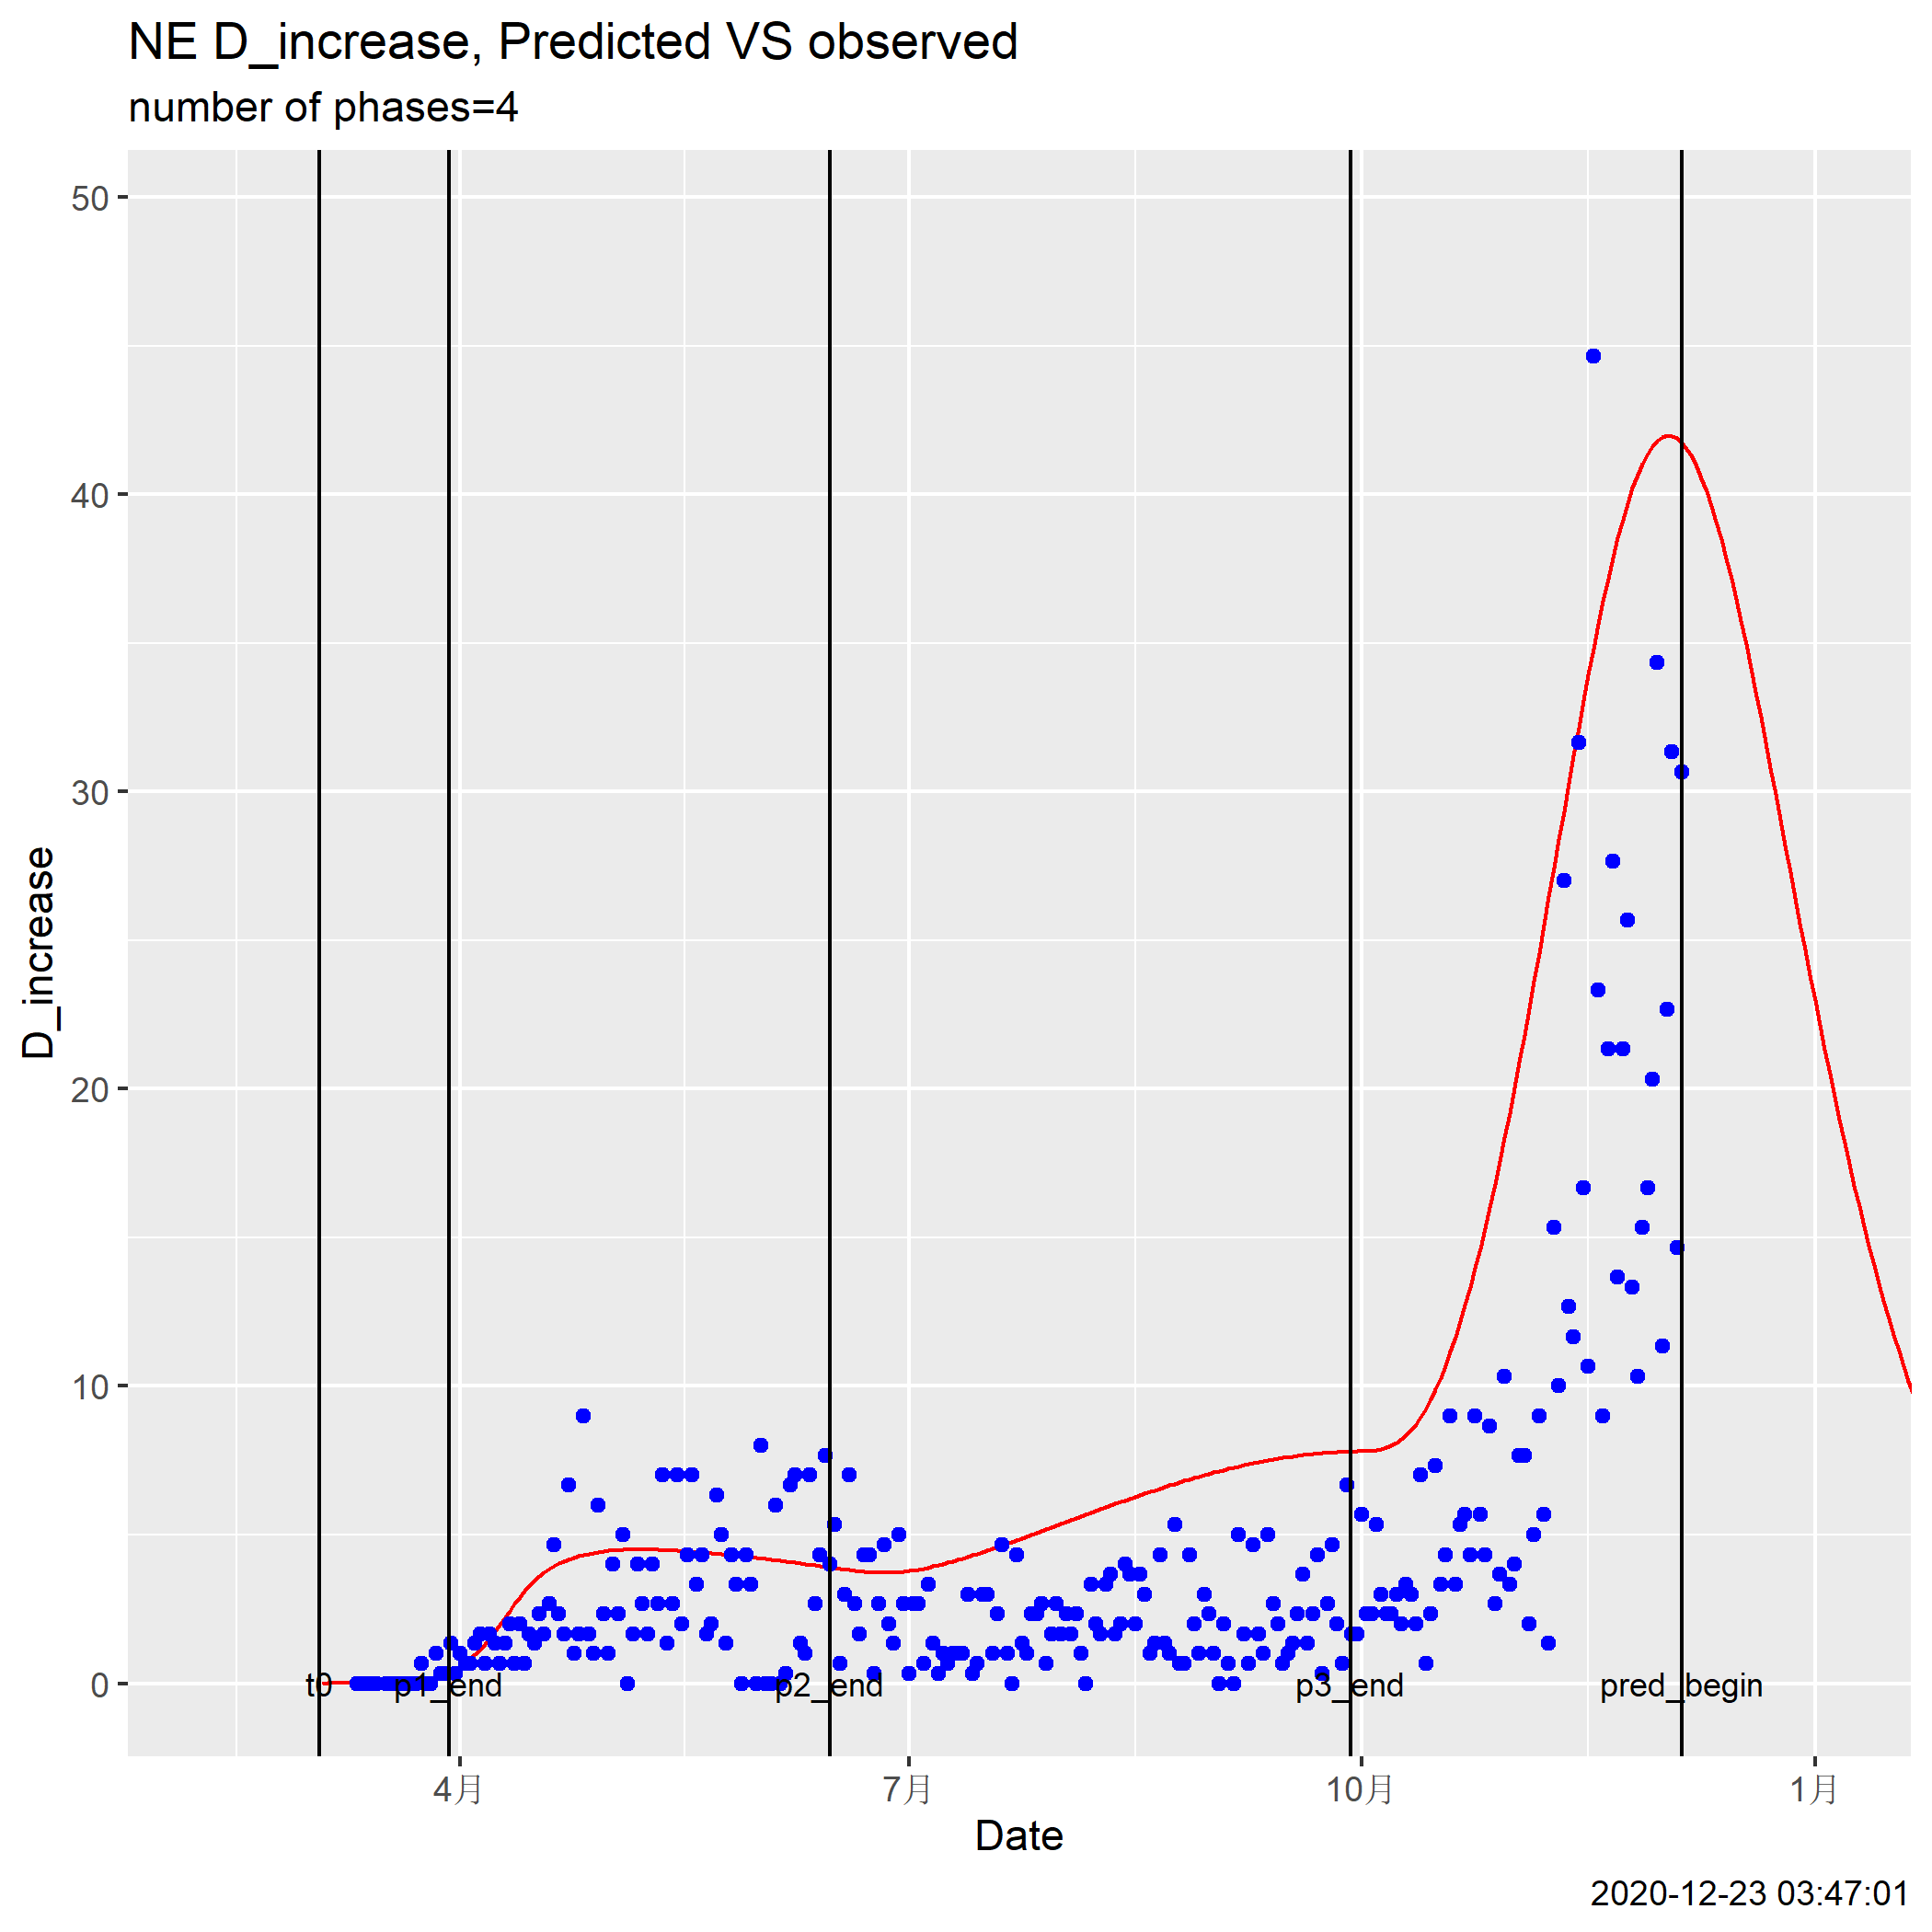 NE D_increase, Predicted VS observed
number of phases=4
50
40
30
20
10
0
D_increase
t0
p1_end
p2_end
p3_end
pred_begin
4月
7月
10月
1月
Date
2020-12-23 03:47:01